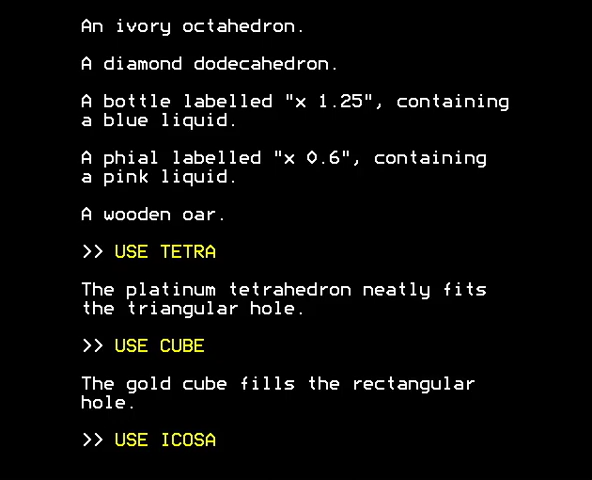 An ivory octahedron.
A diamond dodecahedron.
A bottle labelled "x 1.25", containing
a blue liquid.
A phial labelled "x 0.6", containing
a pink liquid.
A wooden oar.
>> USE TETRA
The platinum tetrahedron neatly fits
the triangular hole.
>> USE CUBE
The gold cube fills the rectangular
hole.
>> USE ICOSA